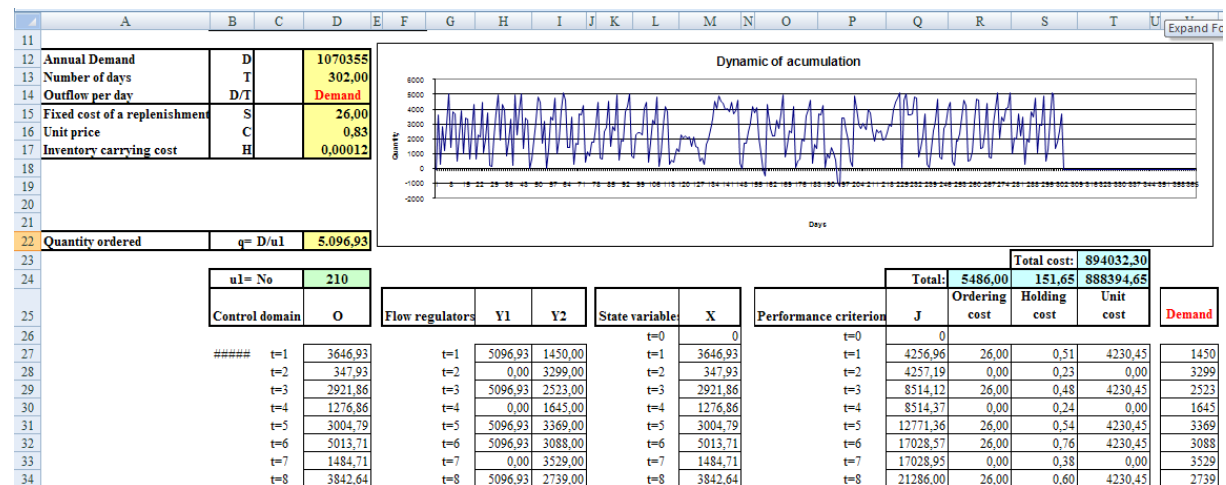 A B C D E F G H I J K L M N O P Q R S T U
Expand Fo
11
12 Annual Demand D 1070355
13 Number of days T 302,00
14 Outflow per day D/T Demand
15 Fixed cost of a replenishment S 26,00
16 Unit price C 0,83
17 Inventory carrying cost H 0,00012
18
19
20
21
Dynamic of acumulation
Quantity
6000
5000
4000
3000
2000
1000
0
-1000
-2000
Days
22 Quantity ordered q= D/u1 5.096,93
23 Total cost: 894032,30
24 u1= No 210 Total: 5486,00 151,65 888394,65
25 Control domain O Flow regulators Y1 Y2 State variable: X Performance criterion J Ordering cost Holding cost Unit cost Demand
26 t=0 0 t=0 0
27 ##### t=1 3646,93 t=1 5096,93 1450,00 t=1 3646,93 t=1 4256,96 26,00 0,51 4230,45 1450
28 t=2 347,93 t=2 0,00 3299,00 t=2 347,93 t=2 4257,19 0,00 0,23 0,00 3299
29 t=3 2921,86 t=3 5096,93 2523,00 t=3 2921,86 t=3 8514,12 26,00 0,48 4230,45 2523
30 t=4 1276,86 t=4 0,00 1645,00 t=4 1276,86 t=4 8514,37 0,00 0,24 0,00 1645
31 t=5 3004,79 t=5 5096,93 3369,00 t=5 3004,79 t=5 12771,36 26,00 0,54 4230,45 3369
32 t=6 5013,71 t=6 5096,93 3088,00 t=6 5013,71 t=6 17028,57 26,00 0,76 4230,45 3088
33 t=7 1484,71 t=7 0,00 3529,00 t=7 1484,71 t=7 17028,95 0,00 0,38 0,00 3529
34 t=8 3842,64 t=8 5096,93 2739,00 t=8 3842,64 t=8 21286,00 26,00 0,60 4230,45 2739